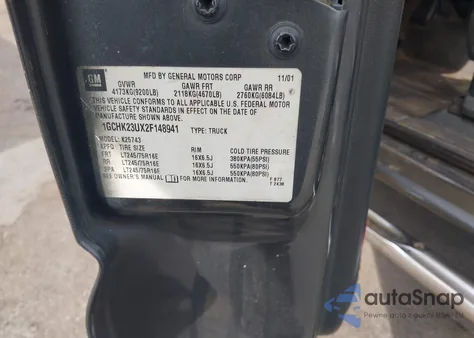 GM
MFD BY GENERAL MOTORS CORP 11/01
GVWR GAWR FRT GAWR RR
4173KG(9200LB) 2118KG(4670LB) 2760KG(6084LB)
THIS VEHICLE CONFORMS TO ALL APPLICABLE U.S. FEDERAL MOTOR
VEHICLE SAFETY STANDARDS IN EFFECT ON THE DATE OF
MANUFACTURE SHOWN ABOVE.
1GCHK23UX2F148941 TYPE: TRUCK
MODEL: K25743
TIRE SIZE RIM COLD TIRE PRESSURE
FRT LT245/75R16E 16X6.5J 380KPA(55PSI)
RR LT245/75R16E 16X6.5J 550KPA(80PSI)
SPA LT245/75R16E 16X6.5J 550KPA(80PSI)
SEE OWNER'S MANUAL FOR MORE INFORMATION.
autoSnap